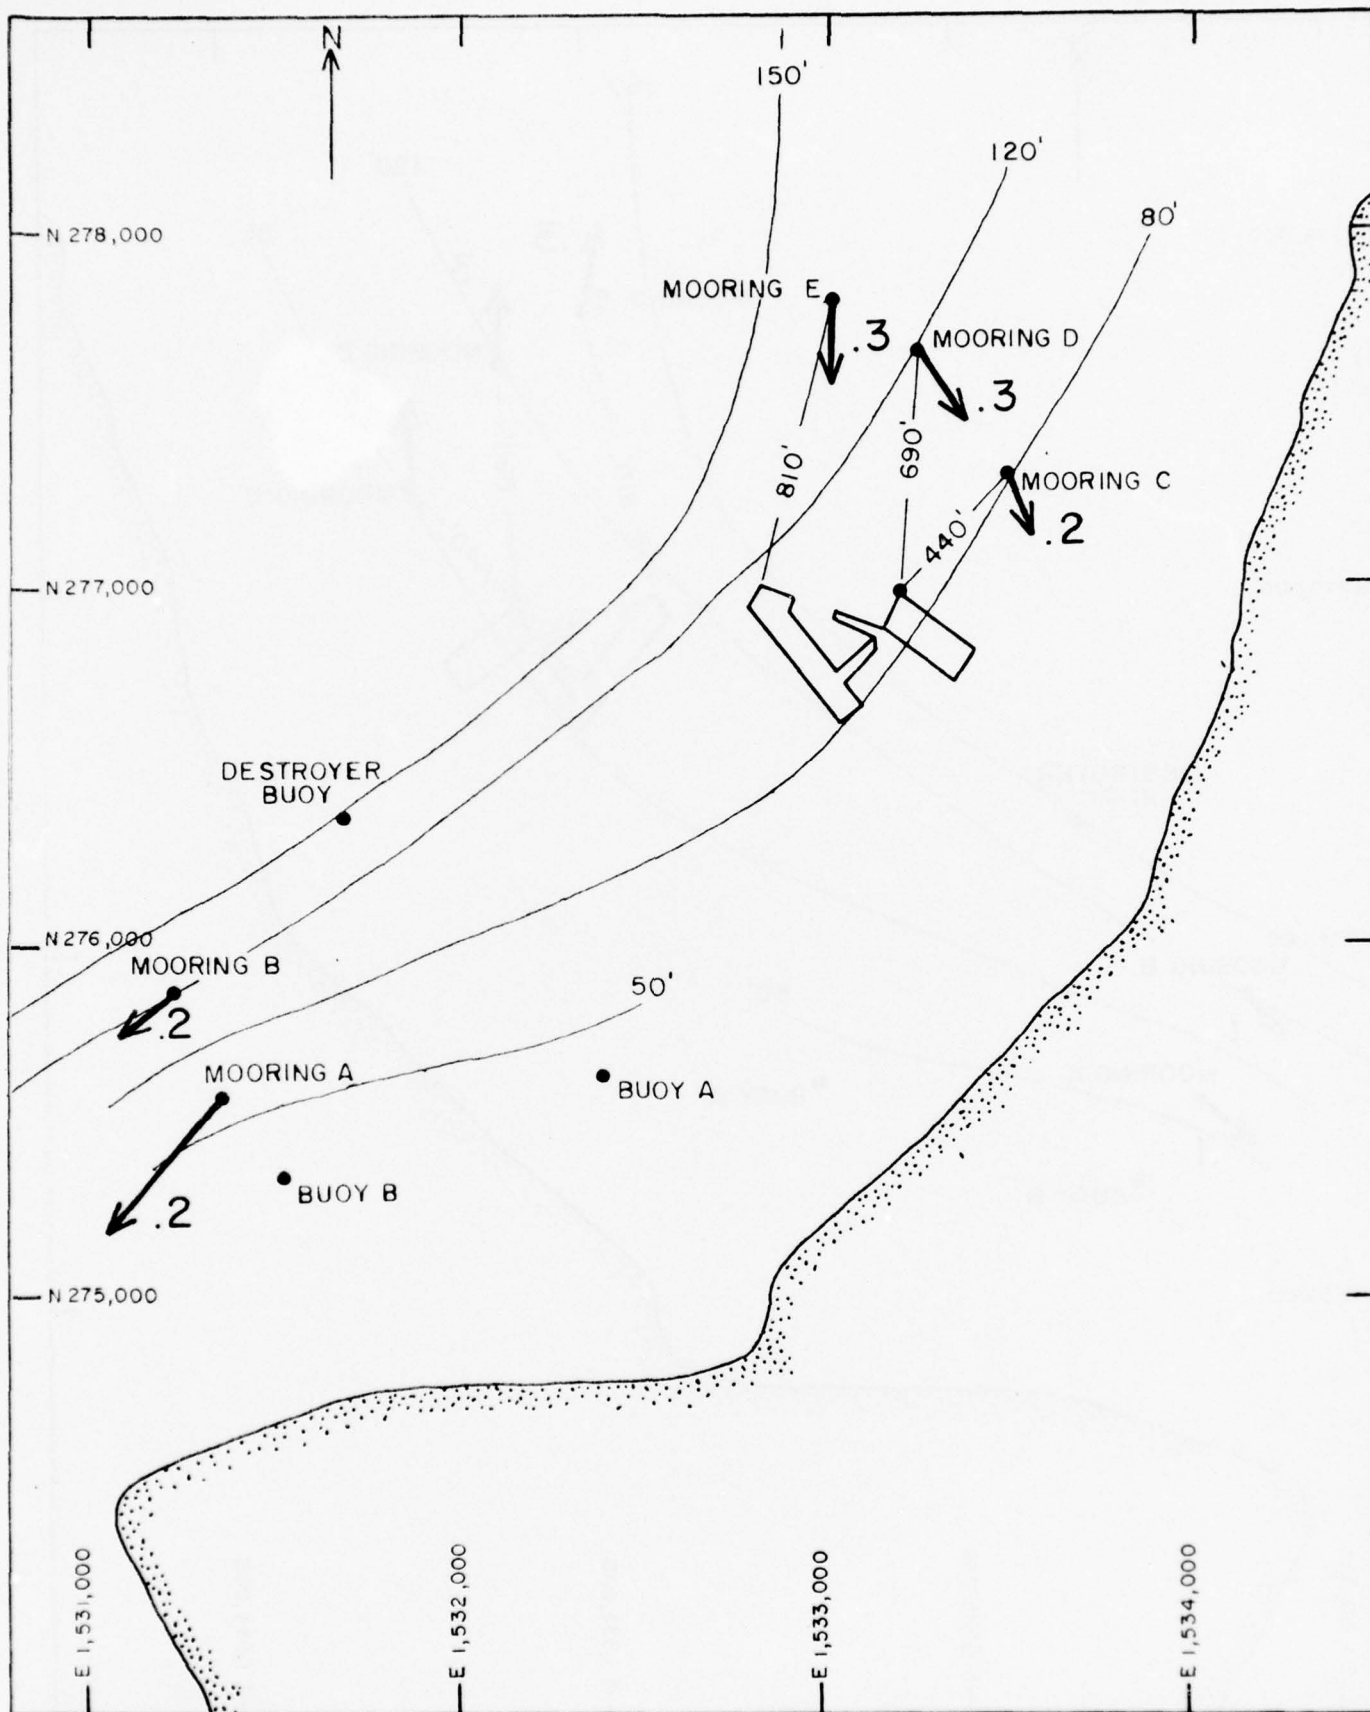 N
150'
120'
80'
N 278,000
MOORING E
.3
MOORING D
.3
810'
690'
MOORING C
440'
.2
N 277,000
DESTROYER
BUOY
N 276,000
MOORING B
.2
50'
MOORING A
BUOY A
BUOY B
.2
N 275,000
E 1,531,000
E 1,532,000
E 1,533,000
E 1,534,000